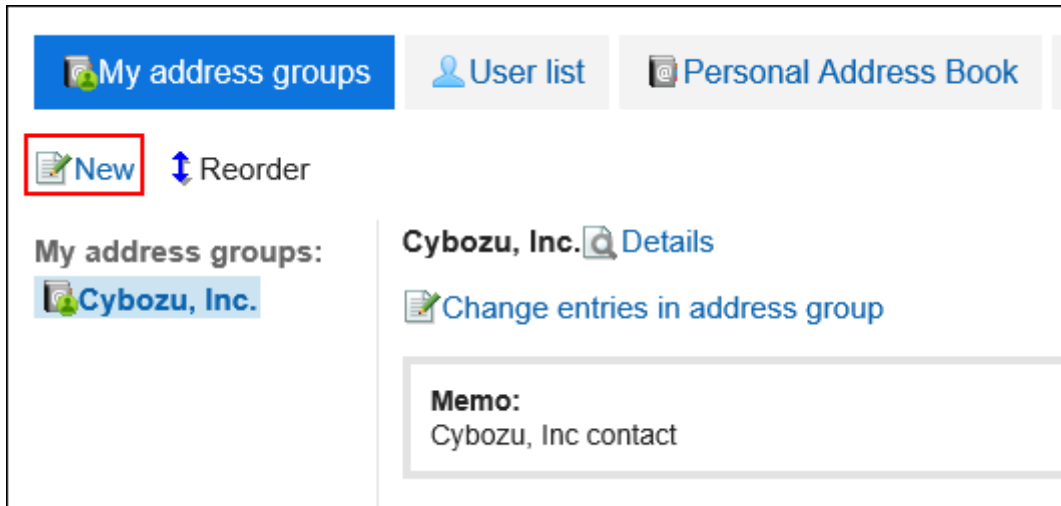 My address groups User list Personal Address Book
New Reorder
My address groups:
Cybozu, Inc.
Cybozu, Inc. Details
Change entries in address group
Memo:
Cybozu, Inc contact